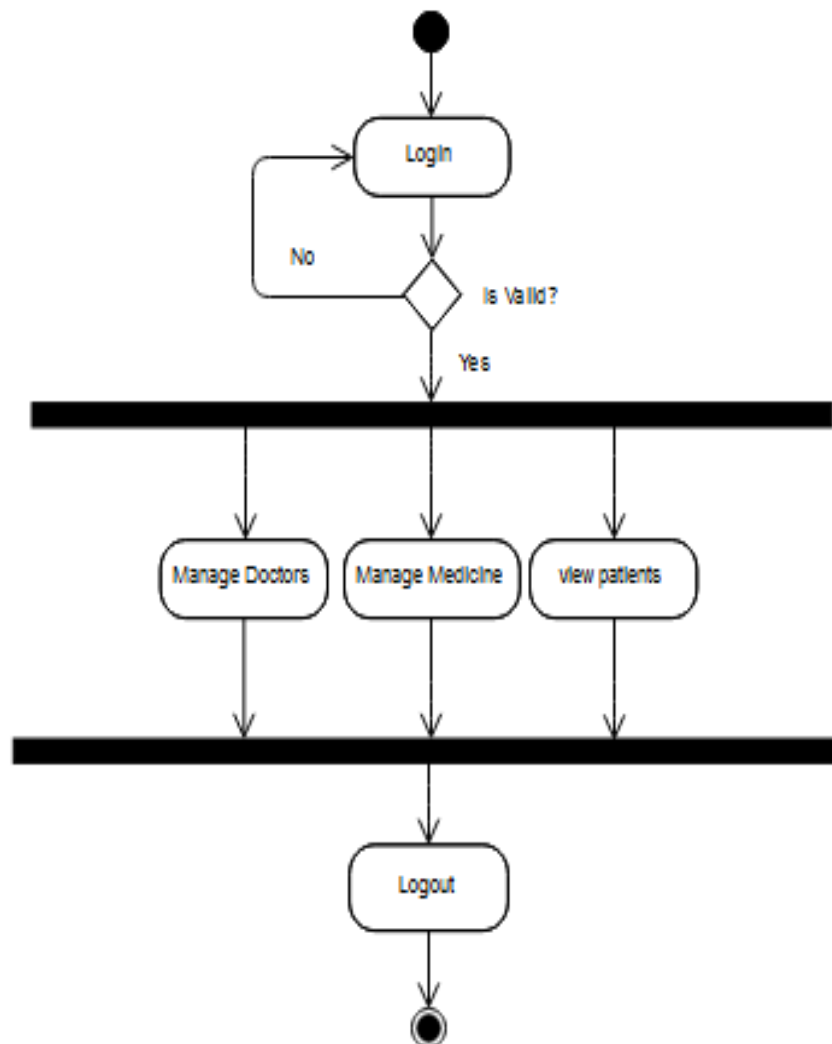 Login
No
Is Valid?
Yes
Manage Doctors
Manage Medicine
view patients
Logout